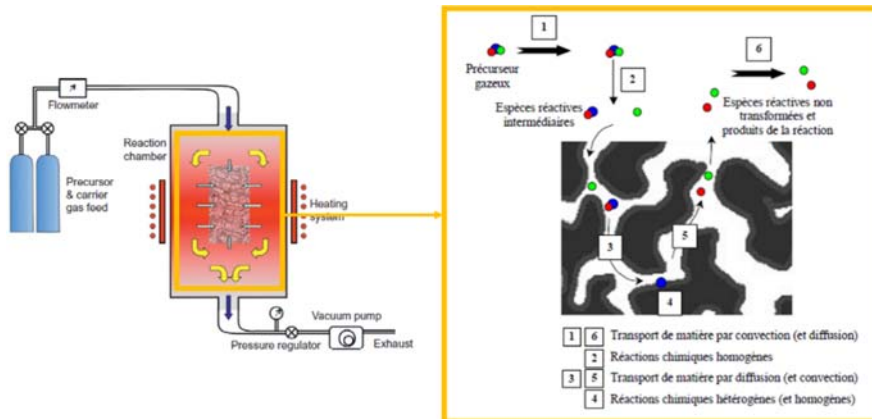 Flowmeter
Precursor
& carrier
gas feed
Reaction
chamber
Heating
system
Vacuum pump
Pressure regulator
Exhaust
1
6
Précurseur
gazeux
2
Espèces réactives
intermédiaires
Espèces réactives non
transformées et
produits de la réaction
3
5
4
1 6 Transport de matière par convection (et diffusion)
2 Réactions chimiques homogènes
3 5 Transport de matière par diffusion (et convection)
4 Réactions chimiques hétérogènes (et homogènes)